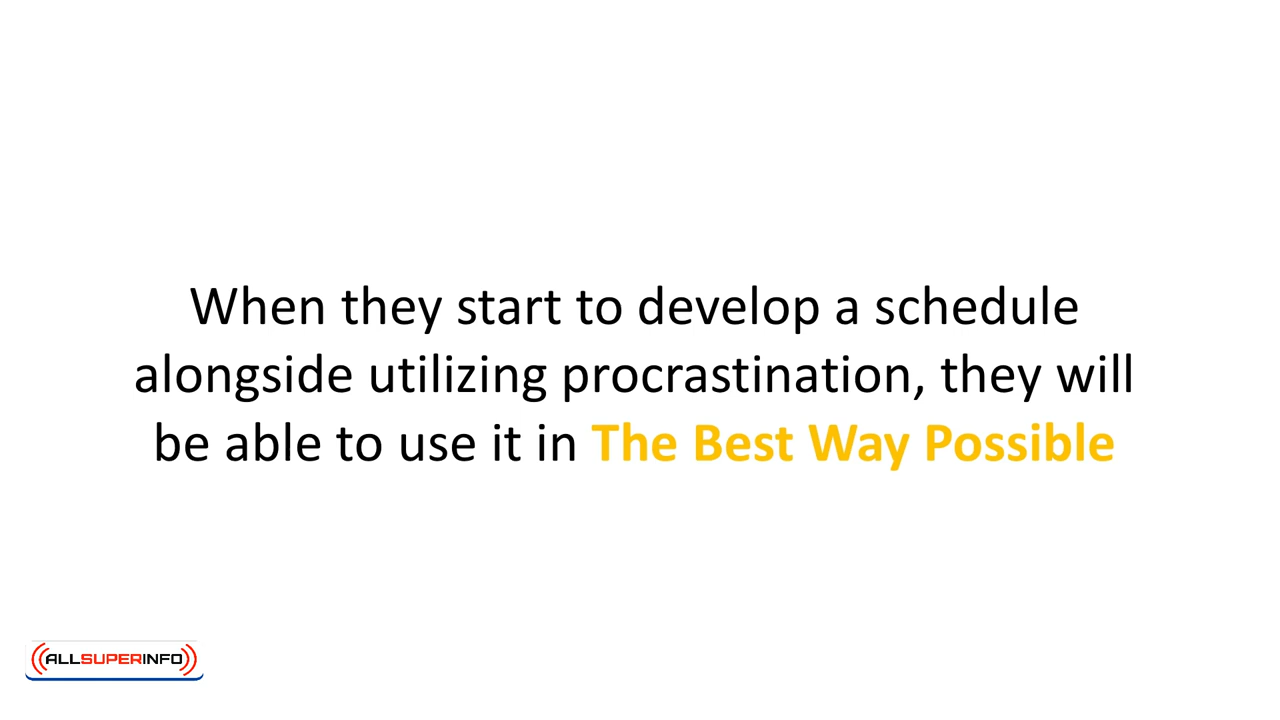 When they start to develop a schedule
alongside utilizing procrastination, they will
be able to use it in The Best Way Possible
ALLSUPERINFO